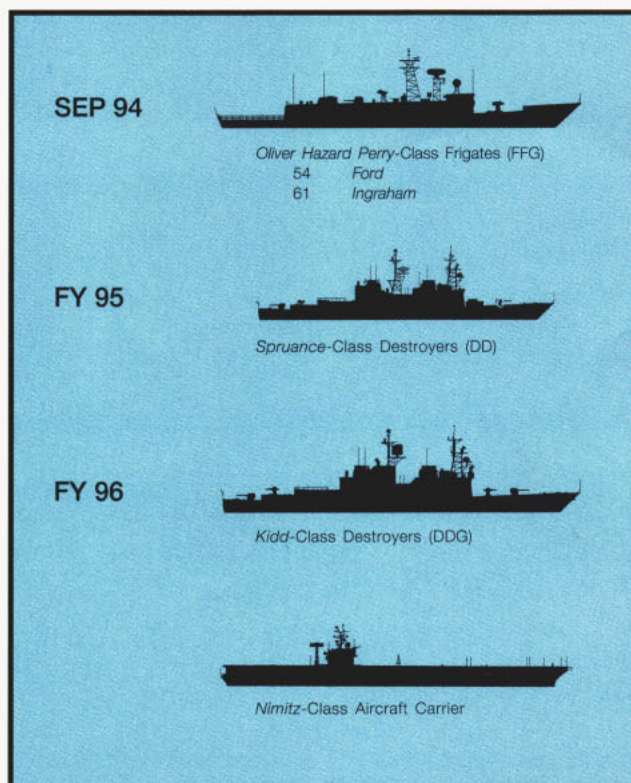 SEP 94
Oliver Hazard Perry-Class Frigates (FFG)
54 Ford
61 Ingraham
FY 95
Spruance-Class Destroyers (DD)
FY 96
Kidd-Class Destroyers (DDG)
Nimitz-Class Aircraft Carrier